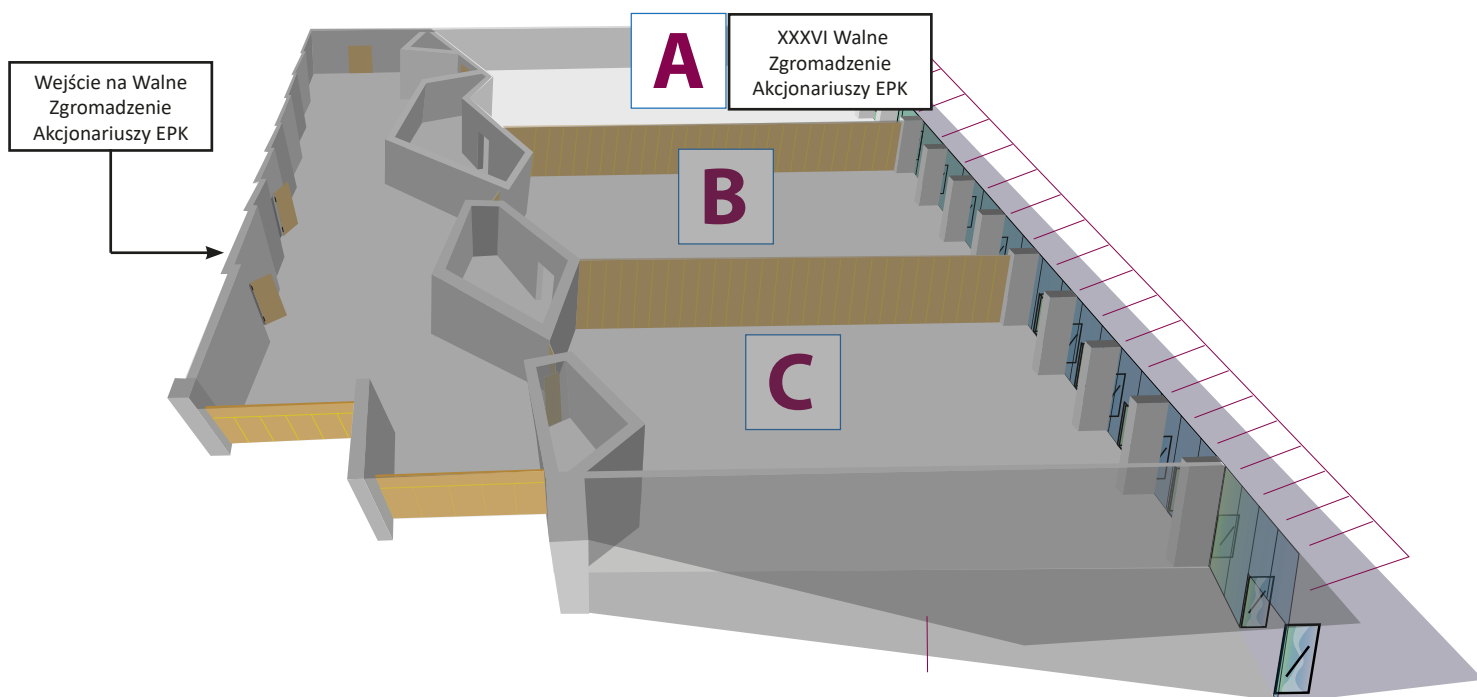 A
XXXVI Walne
Zgromadzenie
Akcjonariuszy EPK
Wejście na Walne
Zgromadzenie
Akcjonariuszy EPK
B
C